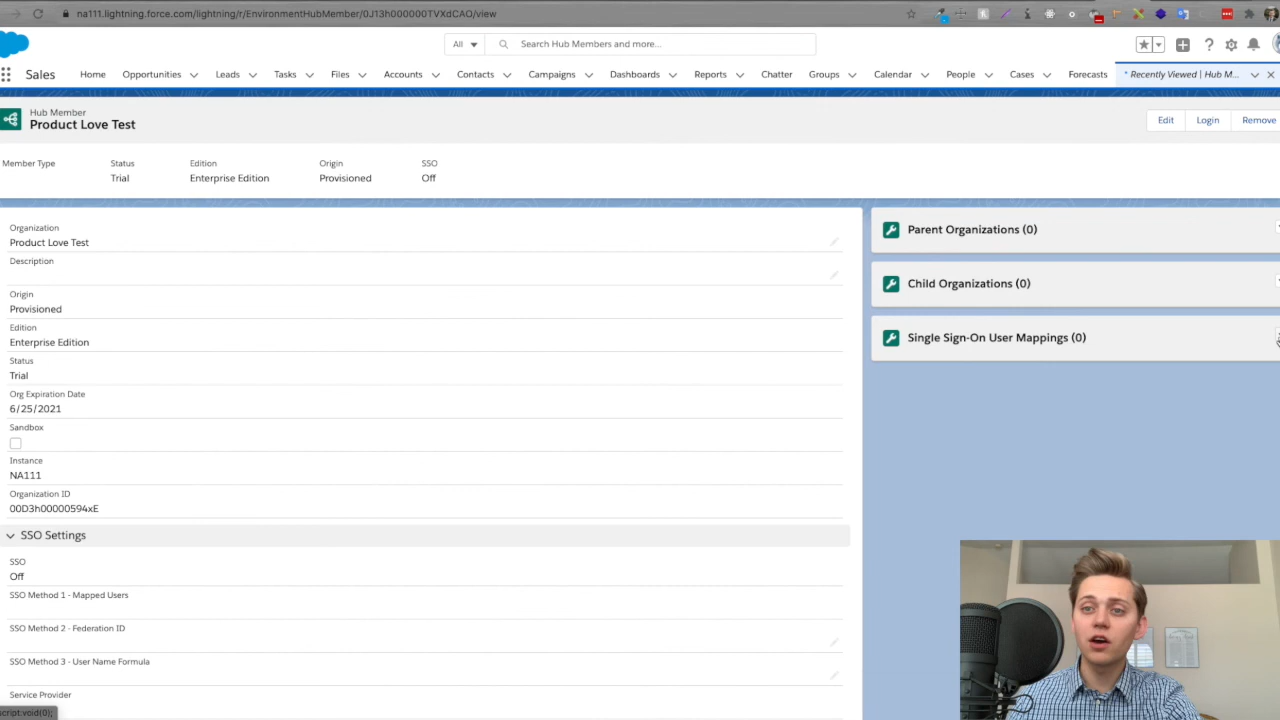 na111.lightning.force.com/lightning/r/EnvironmentHubMember/0J13h000000TVXdCAO/view
All Search Hub Members and more...
Sales Home Opportunities Leads Tasks Files Accounts Contacts Campaigns Dashboards Reports Chatter Groups Calendar People Cases Forecasts * Recently Viewed | Hub M...
Hub Member
Product Love Test
Edit Login Remove
Member Type Status Edition Origin SSO
Trial Enterprise Edition Provisioned Off
Organization
Product Love Test
Description
Origin
Provisioned
Edition
Enterprise Edition
Status
Trial
Org Expiration Date
6/25/2021
Sandbox
Instance
NA111
Organization ID
00D3h00000594xE
SSO Settings
SSO
Off
SSO Method 1 - Mapped Users
SSO Method 2 - Federation ID
SSO Method 3 - User Name Formula
Service Provider
script:void(0);
Parent Organizations (0)
Child Organizations (0)
Single Sign-On User Mappings (0)